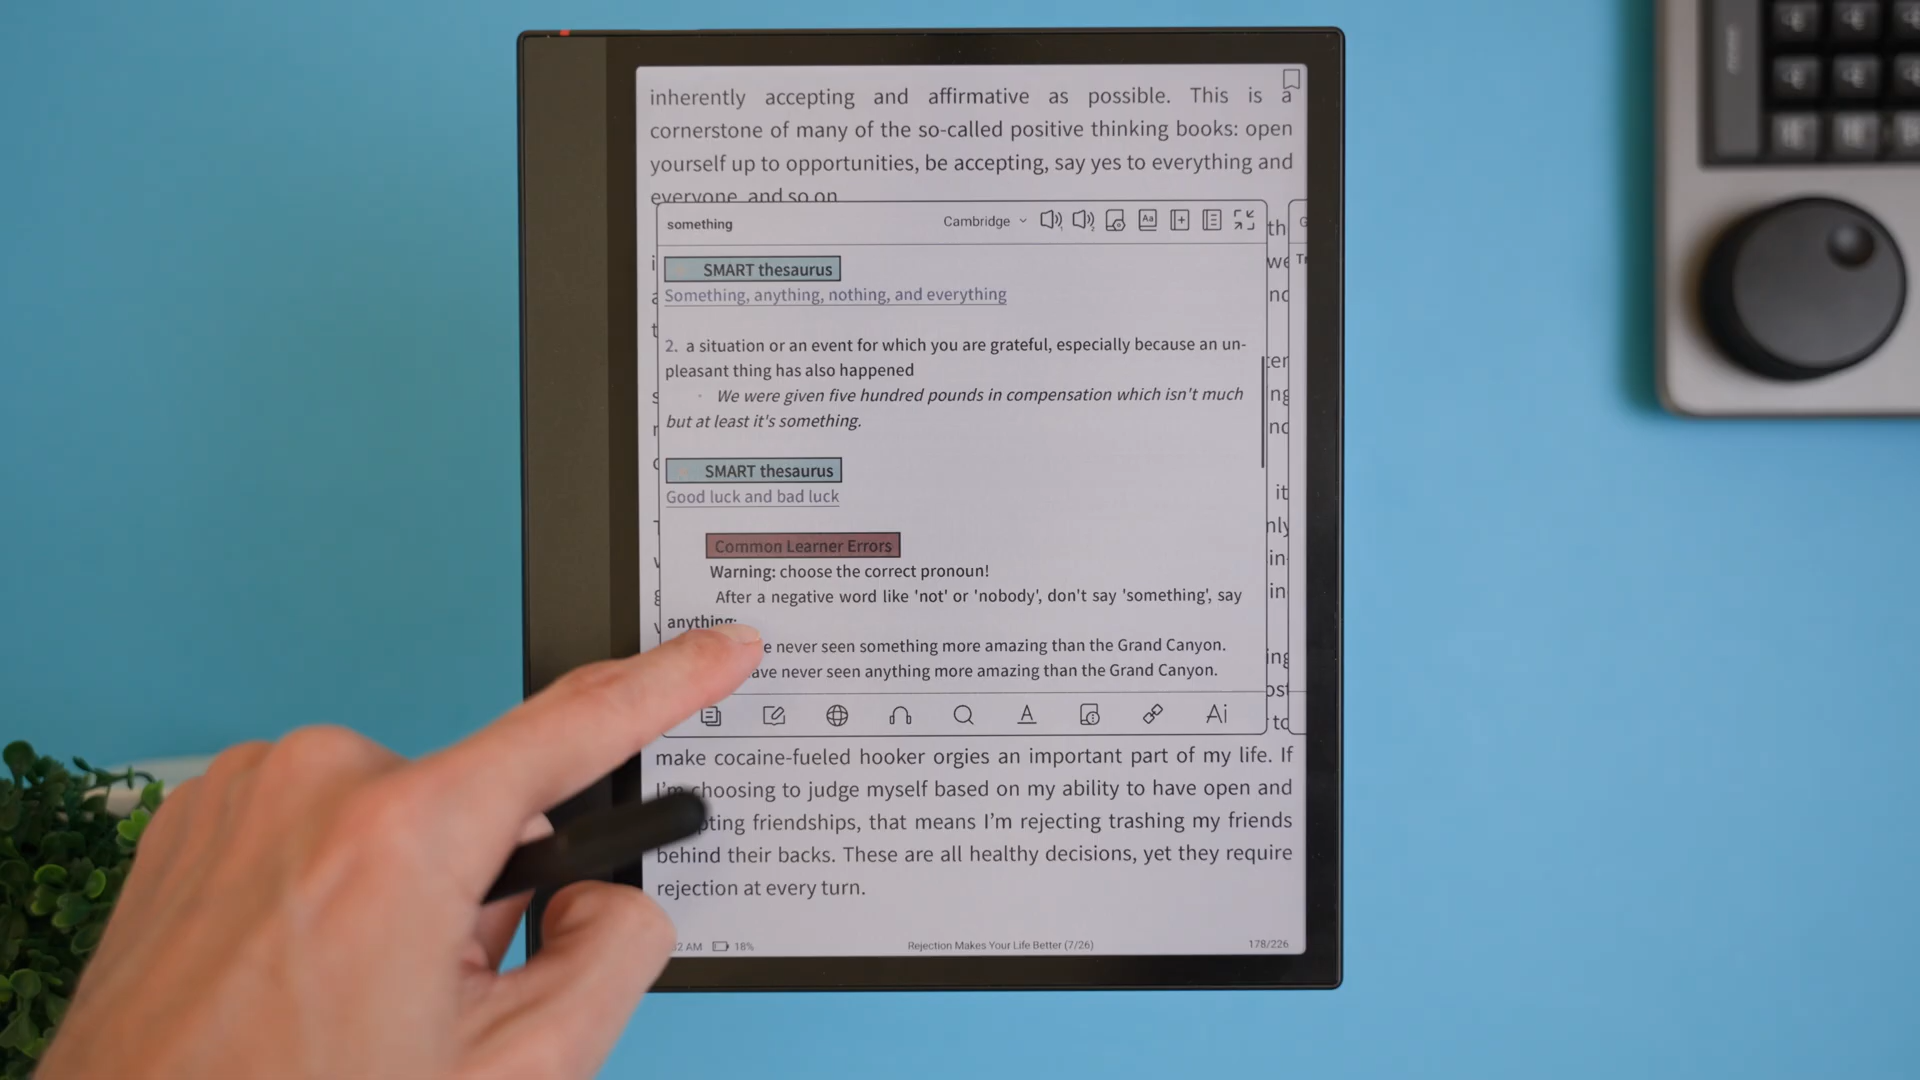 inherently accepting and affirmative as possible. This is a
cornerstone of many of the so-called positive thinking books: open
yourself up to opportunities, be accepting, say yes to everything and
everyone, and so on
something
Cambridge
SMART thesaurus
Something, anything, nothing, and everything
2. a situation or an event for which you are grateful, especially because an un-
pleasant thing has also happened
We were given five hundred pounds in compensation which isn't much
but at least it's something.
SMART thesaurus
Good luck and bad luck
Common Learner Errors
Warning: choose the correct pronoun!
After a negative word like 'not' or 'nobody', don't say 'something', say
anything:
never seen something more amazing than the Grand Canyon.
never seen anything more amazing than the Grand Canyon.
Ai
make cocaine-fueled hooker orgies an important part of my life. If
I'm choosing to judge myself based on my ability to have open and
friendships, that means I'm rejecting trashing my friends
behind their backs. These are all healthy decisions, yet they require
rejection at every turn.
AM 18%
Rejection Makes Your Life Better (7/26)
178/226